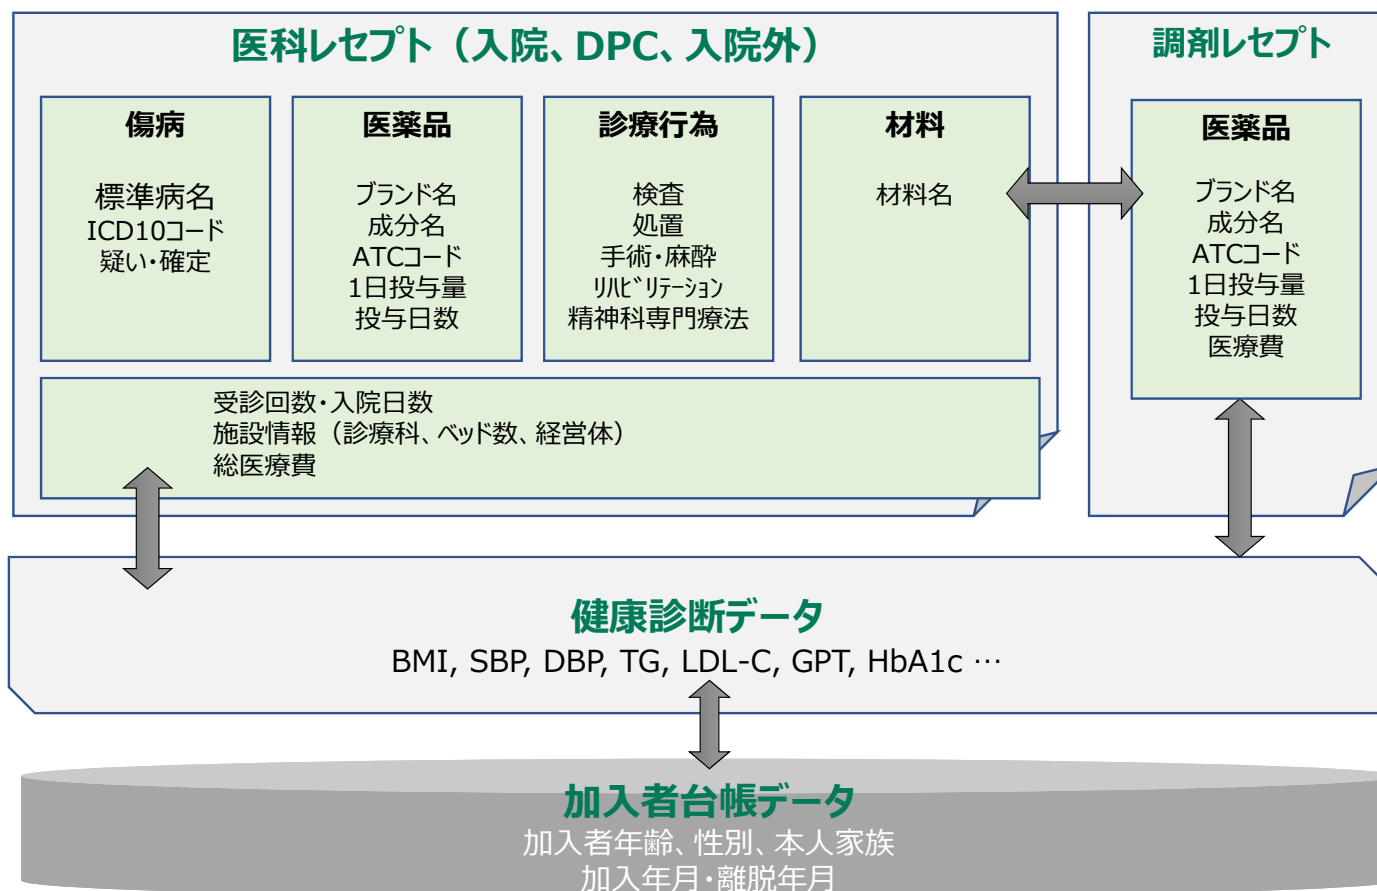 医科レセプト（入院、DPC、入院外）
傷病
標準病名
ICD10コード
疑い・確定
医薬品
ブランド名
成分名
ATCコード
1日投与量
投与日数
診療行為
検査
処置
手術・麻酔
ﾘﾊﾋﾞﾘﾃｰｼｮﾝ
精神科専門療法
材料
材料名
受診回数・入院日数
施設情報（診療科、ベッド数、経営体）
総医療費
調剤レセプト
医薬品
ブランド名
成分名
ATCコード
1日投与量
投与日数
医療費
健康診断データ
BMI, SBP, DBP, TG, LDL-C, GPT, HbA1c …
加入者台帳データ
加入者年齢、性別、本人家族
加入年月・離脱年月